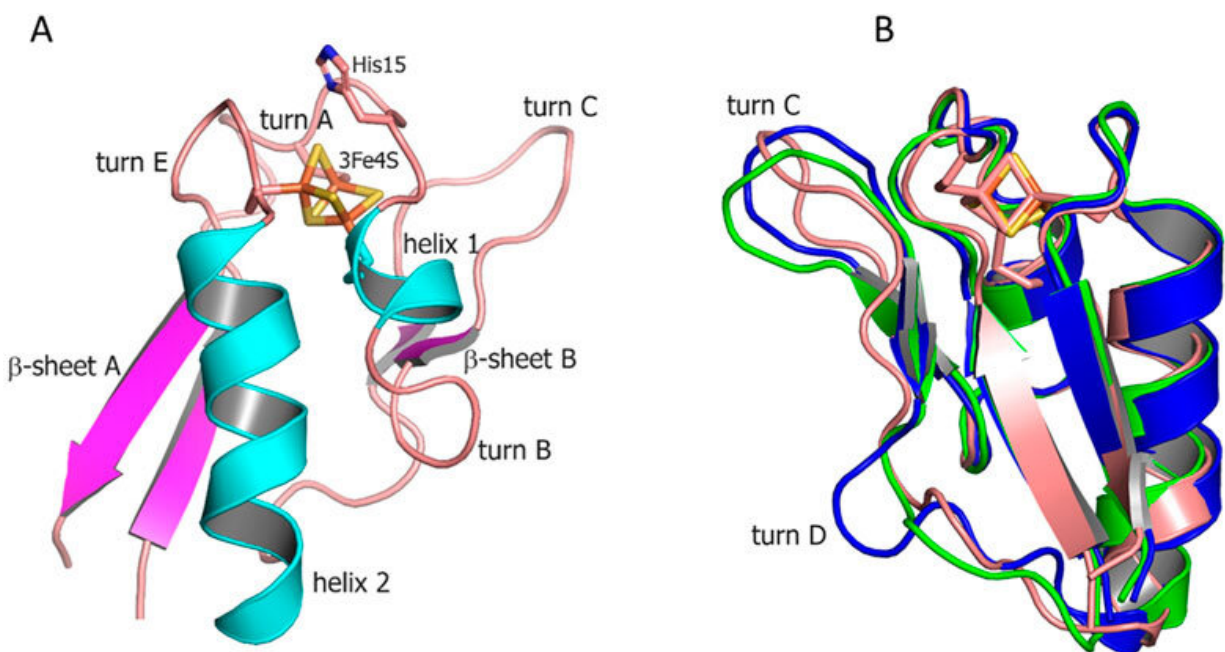 A
B
His15
turn A
turn C
turn E
3Fe4S
helix 1
β-sheet A
β-sheet B
turn B
helix 2
turn C
turn D